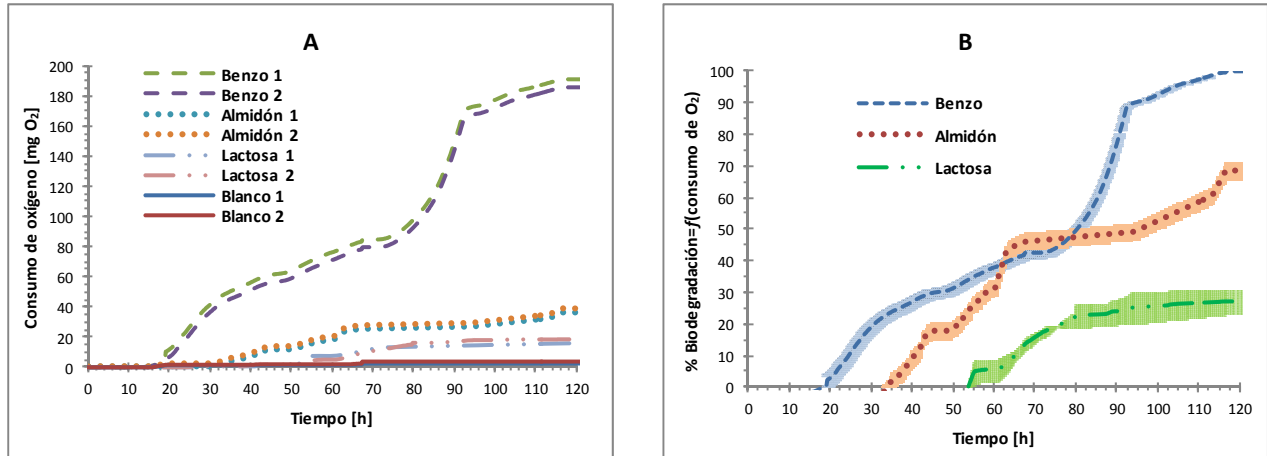 A
Consumo de oxígeno [mg O₂]
200
180
160
140
120
100
80
60
40
20
0
Benzo 1
Benzo 2
Almidón 1
Almidón 2
Lactosa 1
Lactosa 2
Blanco 1
Blanco 2
0 10 20 30 40 50 60 70 80 90 100 110 120
Tiempo [h]
B
% Biodegradación=f(consumo de O₂)
100
90
80
70
60
50
40
30
20
10
0
Benzo
Almidón
Lactosa
0 10 20 30 40 50 60 70 80 90 100 110 120
Tiempo [h]